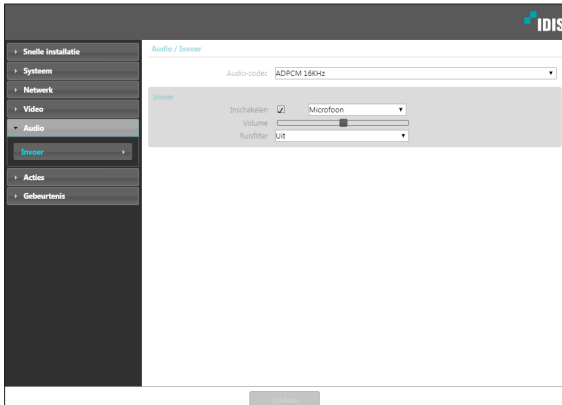 IDIS
Snelle installatie
Systeem
Netwerk
Video
Audio
Invoer
Acties
Gebeurtenis
Audio / Invoer
Audio-codec ADPCM 16KHz
Invoer
Inschakelen Microfoon
Volume
Ruisfilter Uit